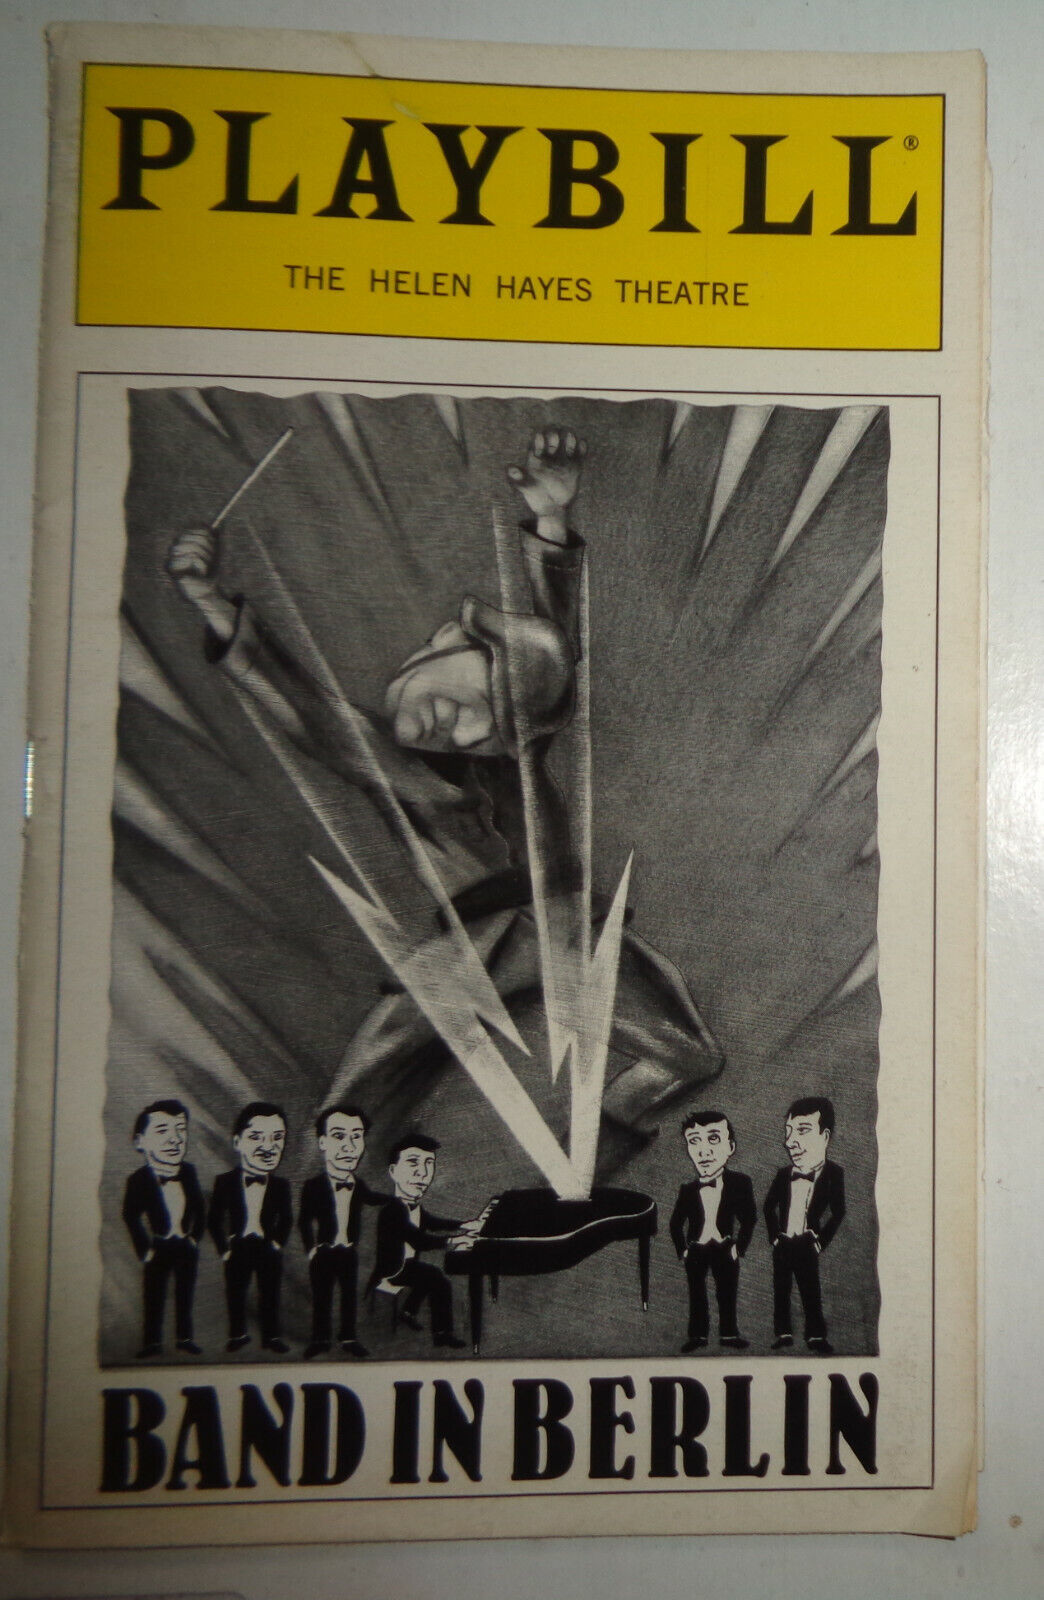 PLAYBILL®
THE HELEN HAYES THEATRE
BAND IN BERLIN